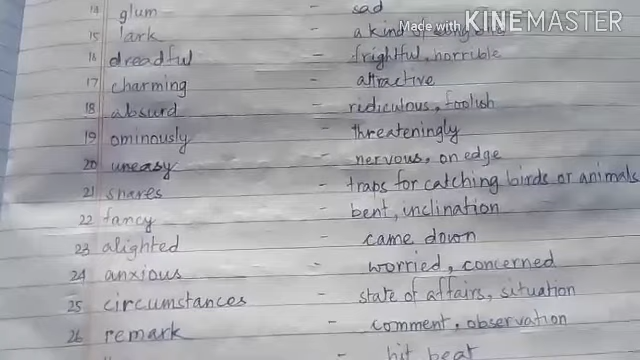 14 glum - sad
Made with KINEMASTER
15 lark - a kind of
16 dreadful - frightful, horrible
17 charming - attractive
18 absurd - rediculous, foolish
19 ominously - threateningly
20 uneasy - nervous, on edge
21 snares - traps for catching birds or animals
22 fancy - bent, inclination
23 alighted - came down
24 anxious - worried, concerned
25 circumstances - state of affairs, situation
26 remark - comment, observation
- hit beat